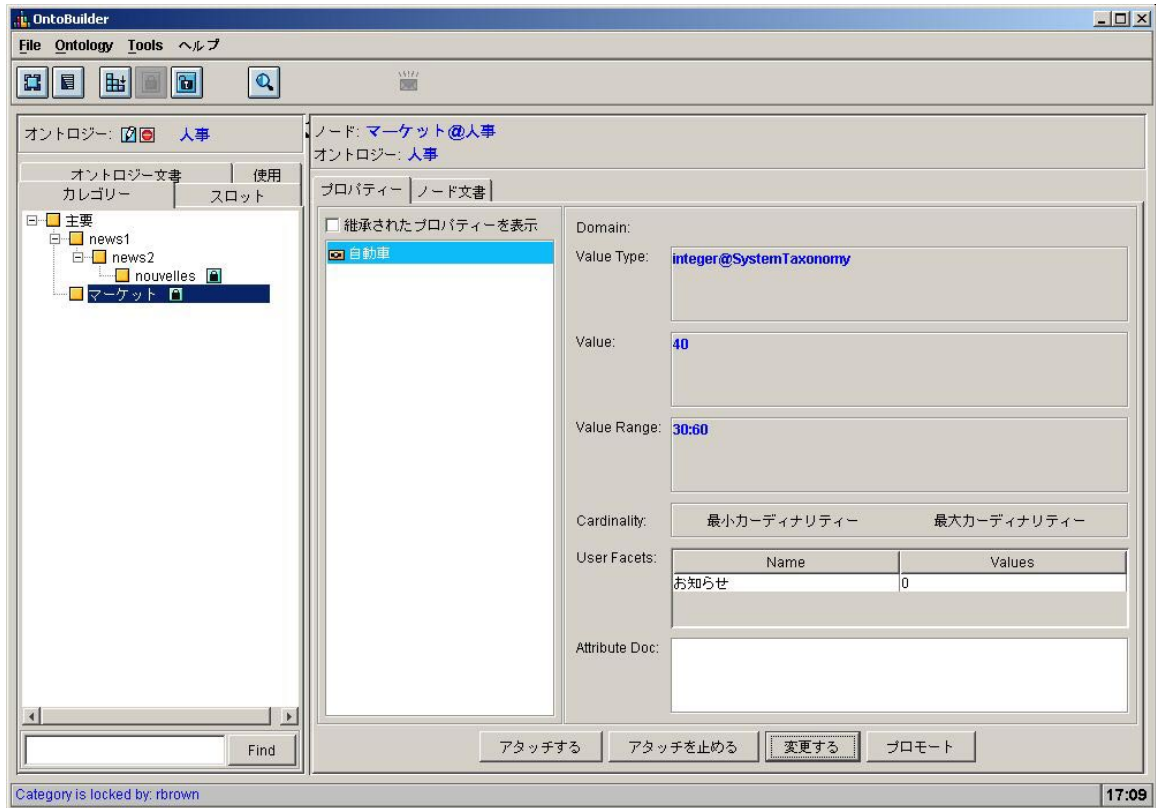 OntoBuilder
File Ontology Tools ヘルプ
オントロジー: 人事
オントロジー文書 使用
カレゴリー スロット
主要
news1
news2
nouvelles
マーケット
Find
ノード: マーケット@人事
オントロジー: 人事
プロパティー ノード文書
継承されたプロパティーを表示
自動車
Domain:
Value Type: integer@SystemTaxonomy
Value: 40
Value Range: 30:60
Cardinality: 最小カーディナリティー 最大カーディナリティー
User Facets: Name Values
お知らせ 0
Attribute Doc:
アタッチする アタッチを止める 変更する プロモート
Category is locked by: rbrown 17:09